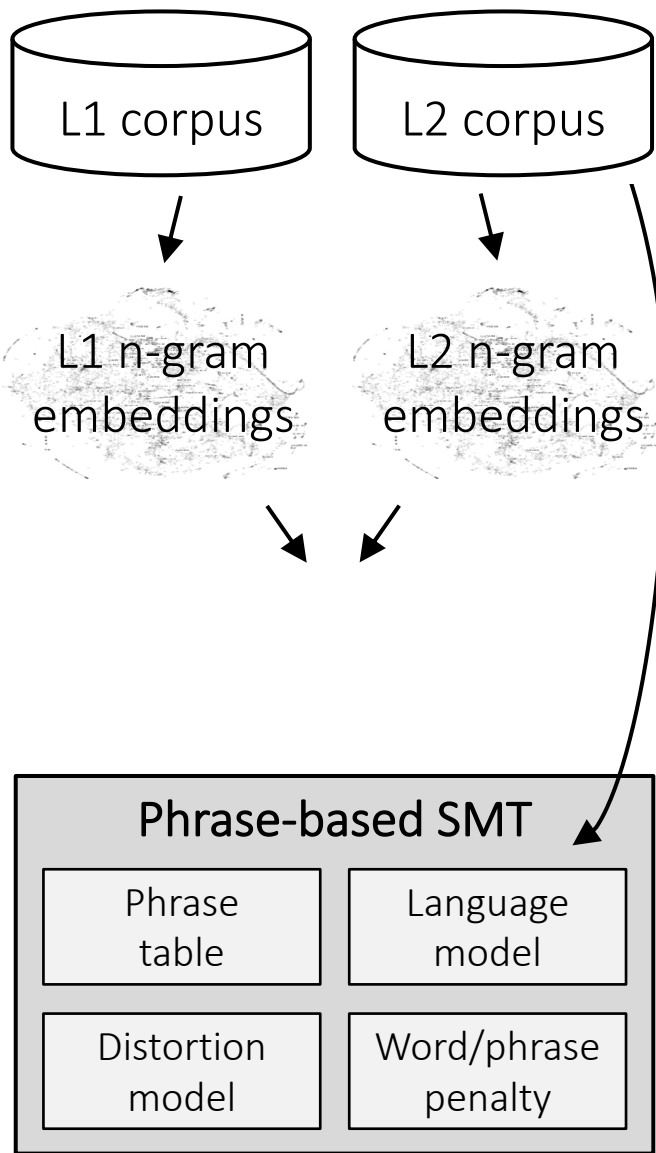 L1 corpus
L2 corpus
L1 n-gram
embeddings
L2 n-gram
embeddings
Phrase-based SMT
Phrase
table
Language
model
Distortion
model
Word/phrase
penalty